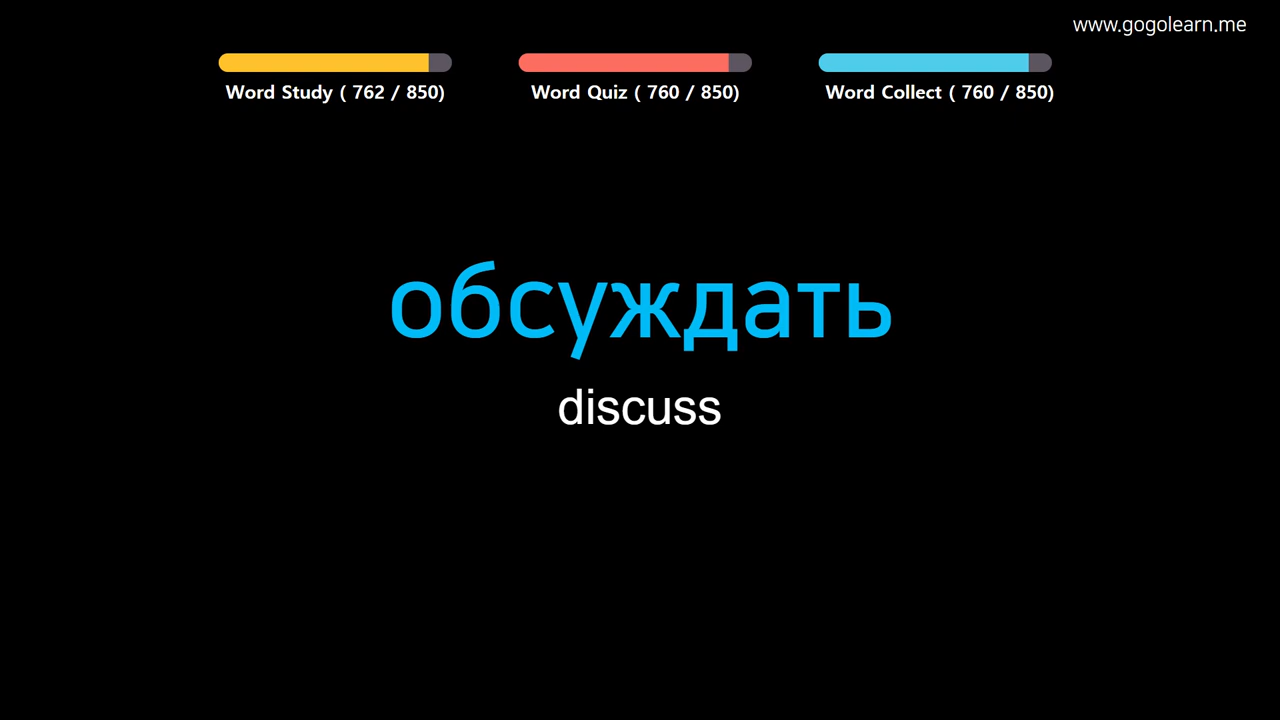 www.gogolearn.me
Word Study ( 762 / 850)
Word Quiz ( 760 / 850)
Word Collect ( 760 / 850)
обсуждать
discuss